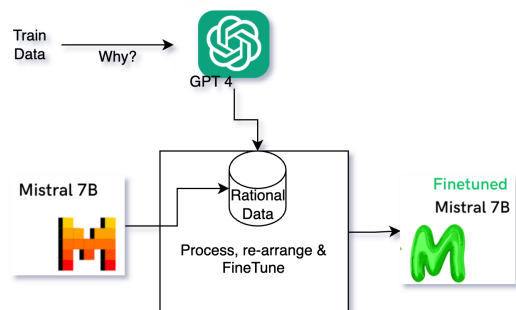 Train
Data
Why?
GPT 4
Mistral 7B
Rational
Data
Process, re-arrange &
FineTune
Finetuned
Mistral 7B